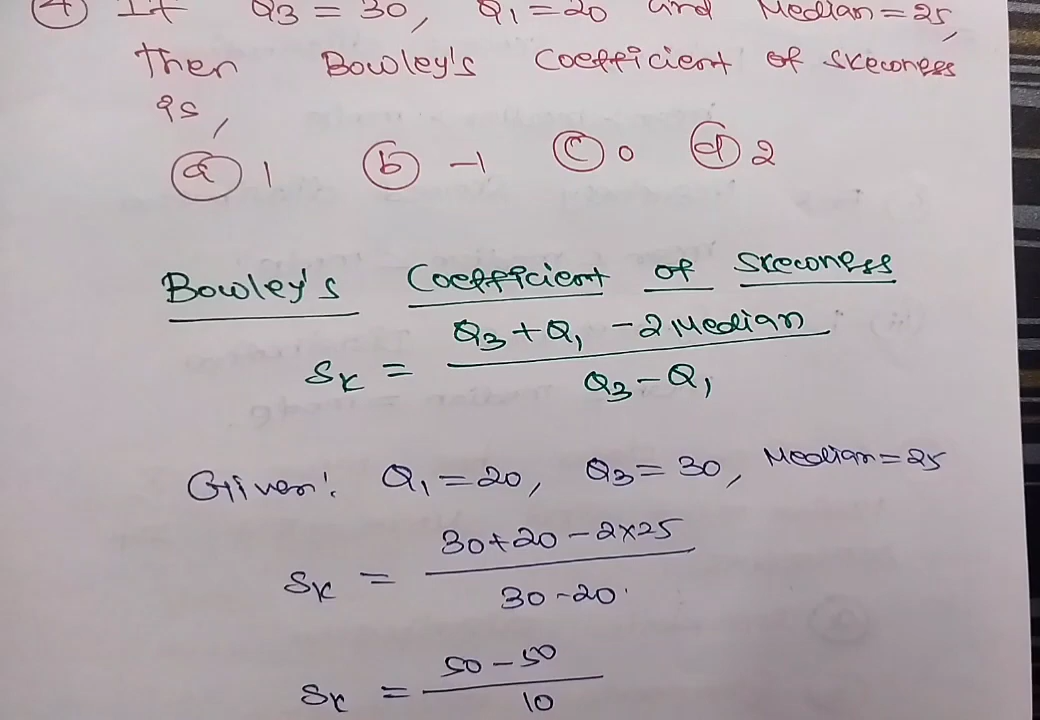 ④ If Q3 = 30, Q1 = 20 and Median = 25,
Then Bowley's Coefficient of skewness
is,
ⓐ 1 ⓑ -1 ⓒ 0 ⓓ 2
Bowley's Coefficient of Skewness
Sk = Q3 + Q1 - 2 Median / Q3 - Q1
Given: Q1 = 20, Q3 = 30, Median = 25
Sk = 30+20-2×25 / 30-20
Sk = 50-50 / 10